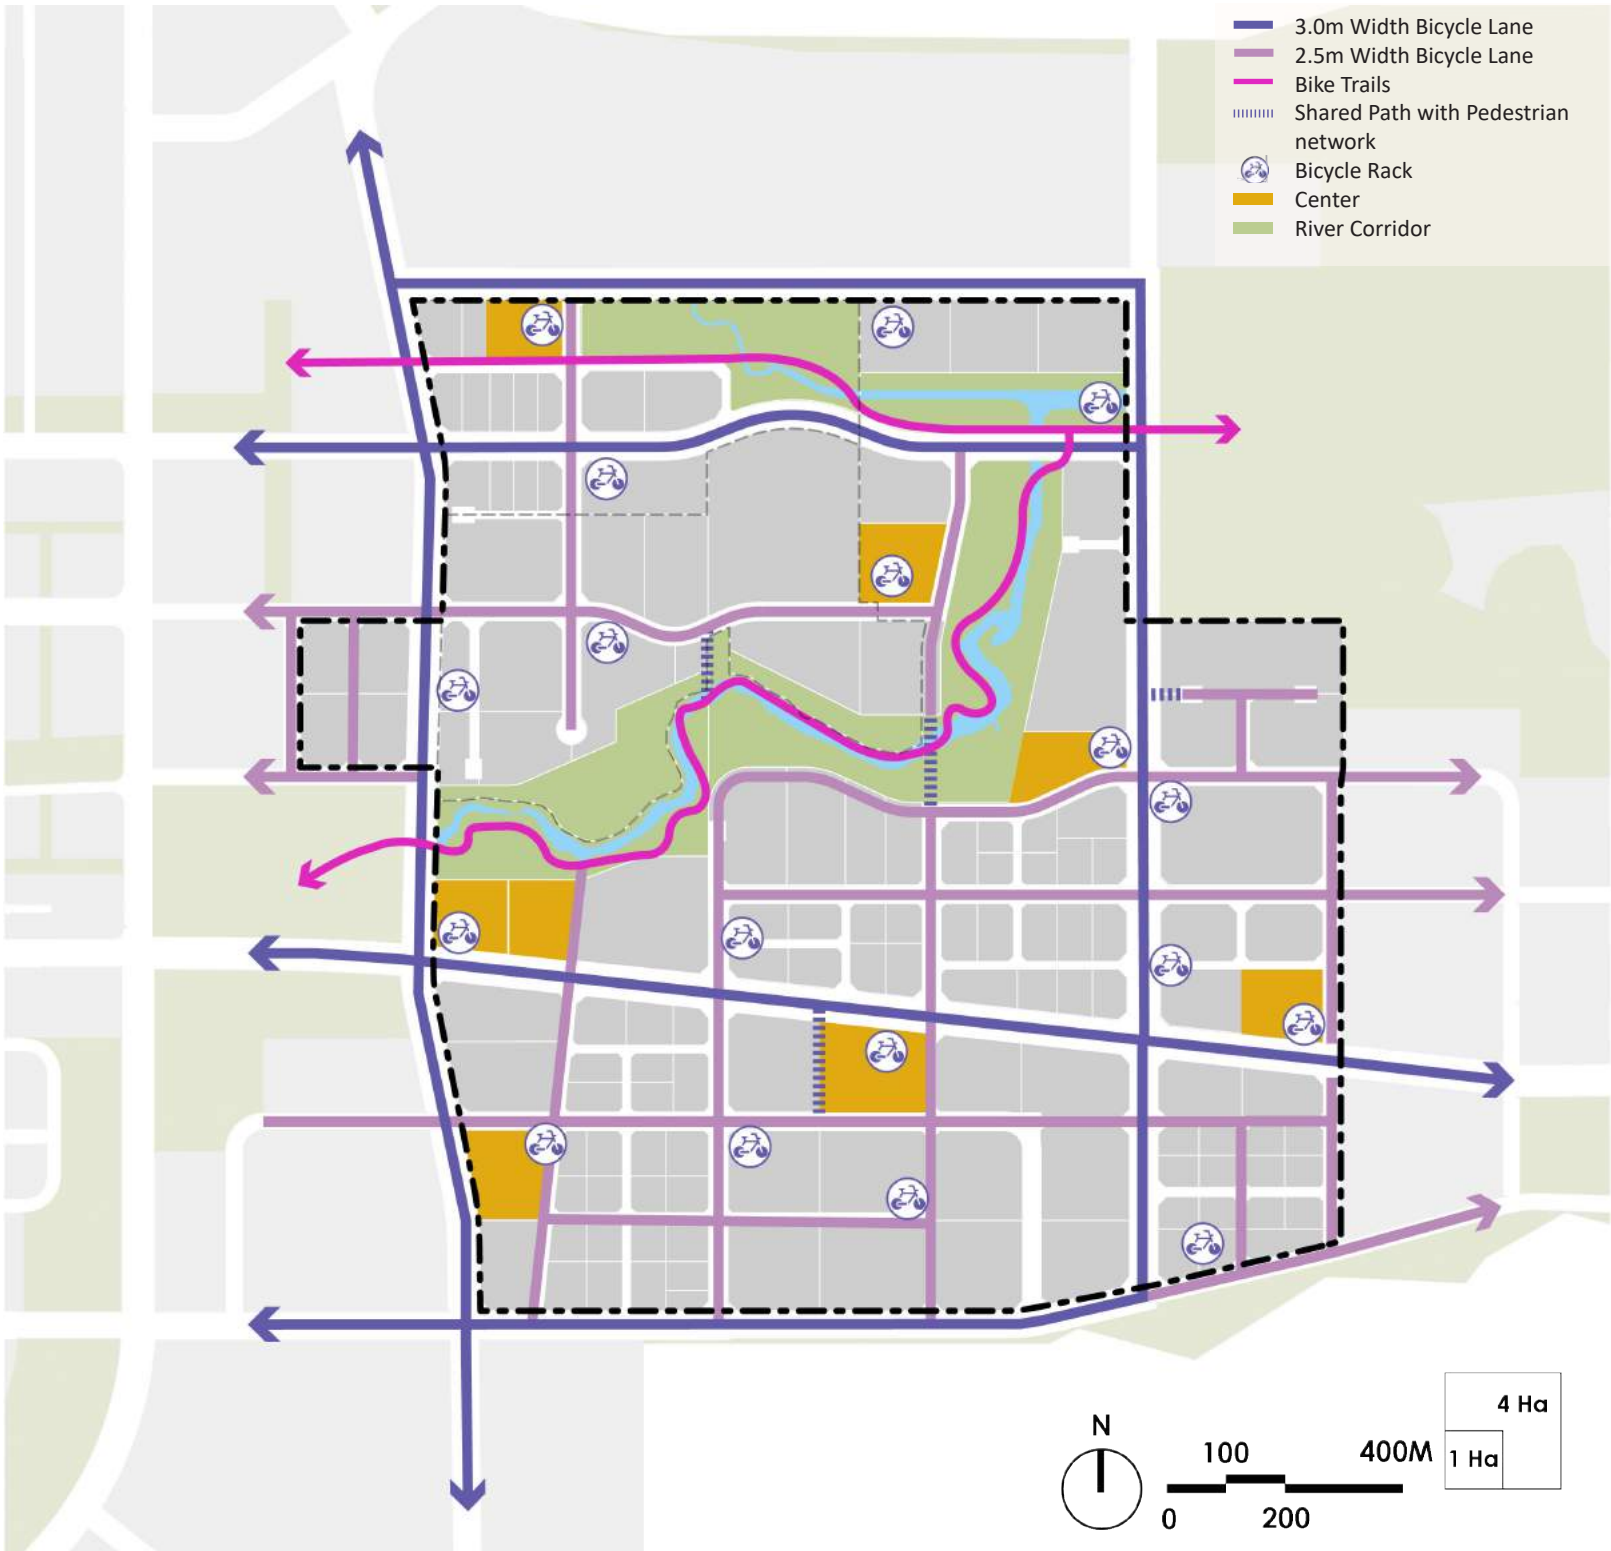 3.0m Width Bicycle Lane
2.5m Width Bicycle Lane
Bike Trails
Shared Path with Pedestrian
network
Bicycle Rack
Center
River Corridor
4 Ha
1 Ha
N
100
400M
0
200